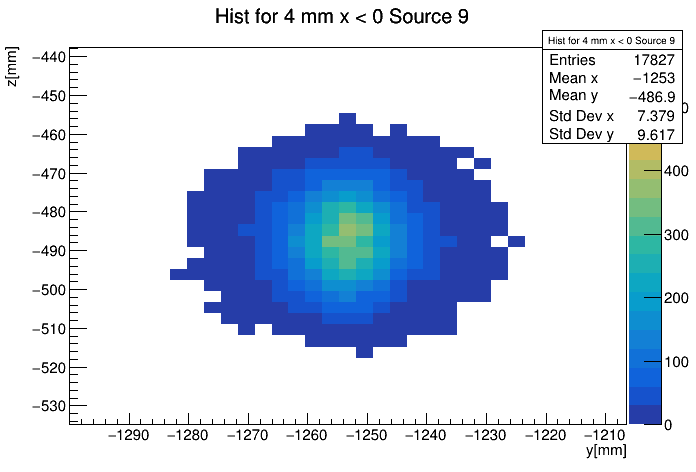 Hist for 4 mm x < 0 Source 9
Hist for 4 mm x < 0 Source 9
Entries 17827
Mean x −1253
Mean y −486.9
Std Dev x 7.379
Std Dev y 9.617
z[mm]
−440
−450
−460
−470
−480
−490
−500
−510
−520
−530
−1290 −1280 −1270 −1260 −1250 −1240 −1230 −1220 −1210
y[mm]
0
400
300
200
100
0